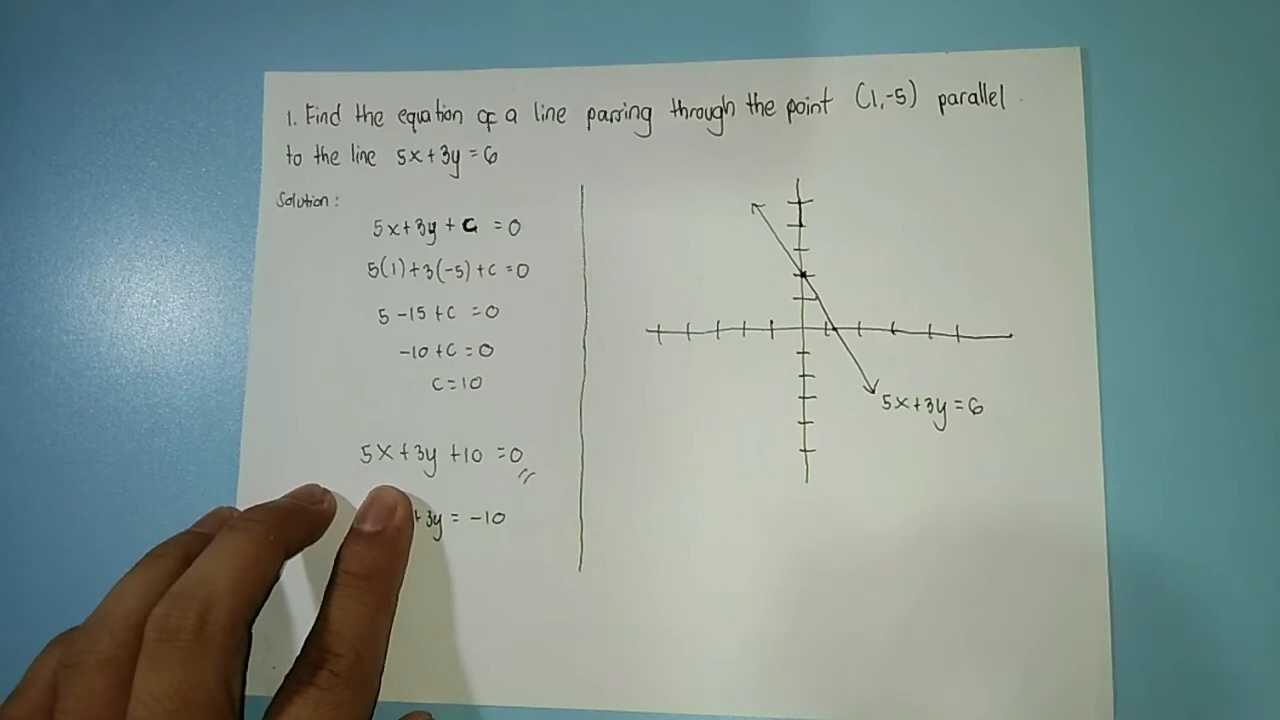 1. Find the equation of a line passing through the point (1,-5) parallel
to the line 5x+3y=6
Solution:
5x+3y+C=0
5(1)+3(-5)+C=0
5-15+C=0
-10+C=0
C=10
5x+3y+10=0
+3y=-10
5x+3y=6